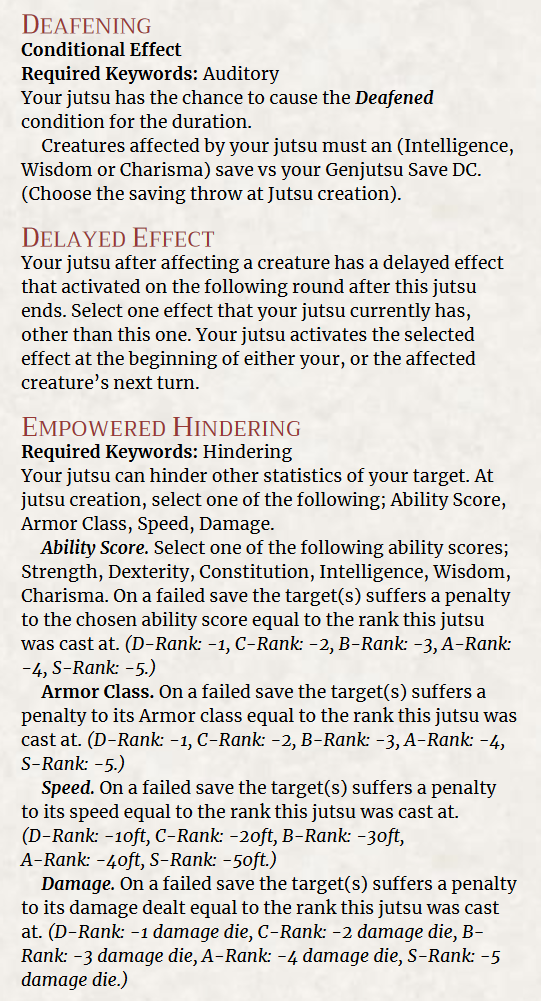 DEAFENING
Conditional Effect
Required Keywords: Auditory
Your jutsu has the chance to cause the Deafened
condition for the duration.
Creatures affected by your jutsu must an (Intelligence,
Wisdom or Charisma) save vs your Genjutsu Save DC.
(Choose the saving throw at Jutsu creation).
DELAYED EFFECT
Your jutsu after affecting a creature has a delayed effect
that activated on the following round after this jutsu
ends. Select one effect that your jutsu currently has,
other than this one. Your jutsu activates the selected
effect at the beginning of either your, or the affected
creature’s next turn.
EMPOWERED HINDERING
Required Keywords: Hindering
Your jutsu can hinder other statistics of your target. At
jutsu creation, select one of the following; Ability Score,
Armor Class, Speed, Damage.
Ability Score. Select one of the following ability scores;
Strength, Dexterity, Constitution, Intelligence, Wisdom,
Charisma. On a failed save the target(s) suffers a penalty
to the chosen ability score equal to the rank this jutsu
was cast at. (D-Rank: -1, C-Rank: -2, B-Rank: -3, A-Rank:
-4, S-Rank: -5.)
Armor Class. On a failed save the target(s) suffers a
penalty to its Armor class equal to the rank this jutsu was
cast at. (D-Rank: -1, C-Rank: -2, B-Rank: -3, A-Rank: -4,
S-Rank: -5.)
Speed. On a failed save the target(s) suffers a penalty
to its speed equal to the rank this jutsu was cast at.
(D-Rank: -10ft, C-Rank: -20ft, B-Rank: -30ft,
A-Rank: -40ft, S-Rank: -50ft.)
Damage. On a failed save the target(s) suffers a penalty
to its damage dealt equal to the rank this jutsu was cast
at. (D-Rank: -1 damage die, C-Rank: -2 damage die, B-
Rank: -3 damage die, A-Rank: -4 damage die, S-Rank: -5
damage die.)